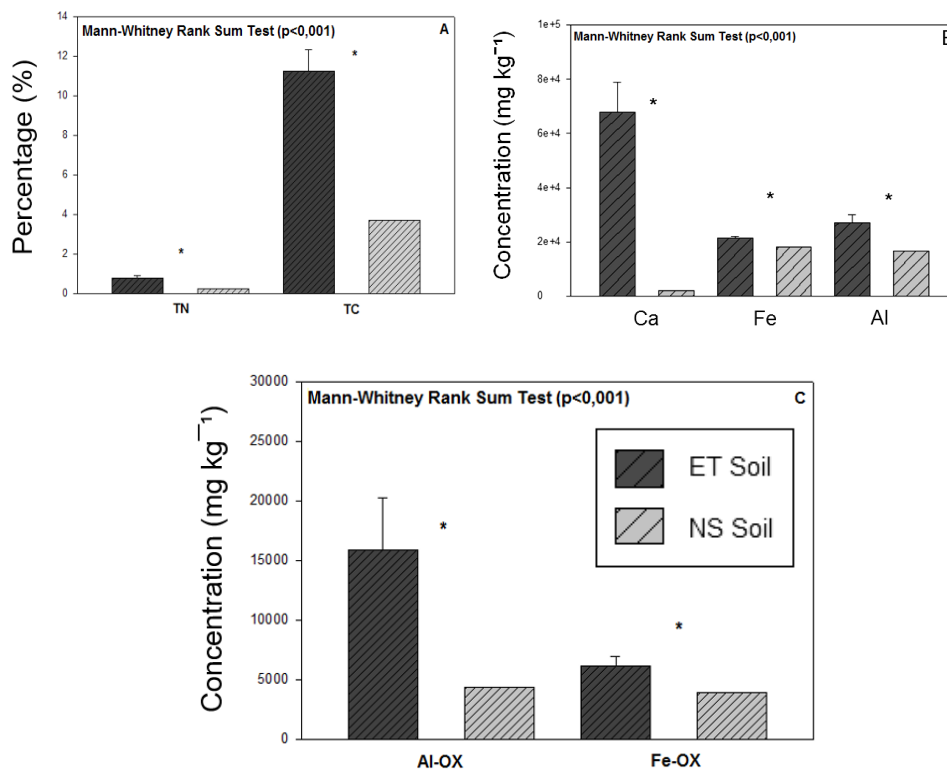 Mann-Whitney Rank Sum Test (p<0,001)
A
Percentage (%)
14
12
10
8
6
4
2
0
*
*
TN
TC
Mann-Whitney Rank Sum Test (p<0,001)
B
Concentration (mg kg⁻¹)
1e+5
8e+4
6e+4
4e+4
2e+4
0
*
*
*
Ca
Fe
Al
Mann-Whitney Rank Sum Test (p<0,001)
C
Concentration (mg kg⁻¹)
30000
25000
20000
15000
10000
5000
0
ET Soil
NS Soil
*
*
Al-OX
Fe-OX